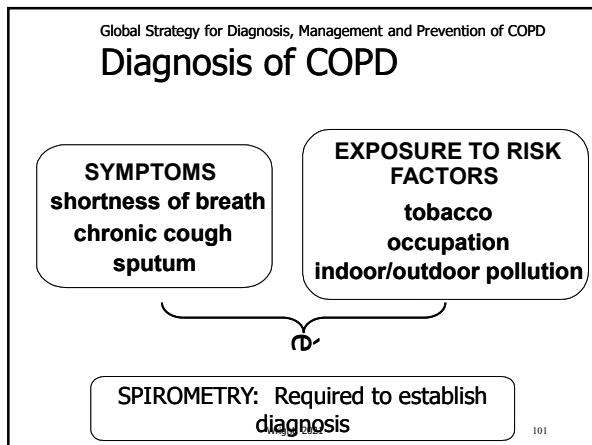 Global Strategy for Diagnosis, Management and Prevention of COPD
Diagnosis of COPD
SYMPTOMS
shortness of breath
chronic cough
sputum
EXPOSURE TO RISK
FACTORS
tobacco
occupation
indoor/outdoor pollution
SPIROMETRY: Required to establish
diagnosis
101